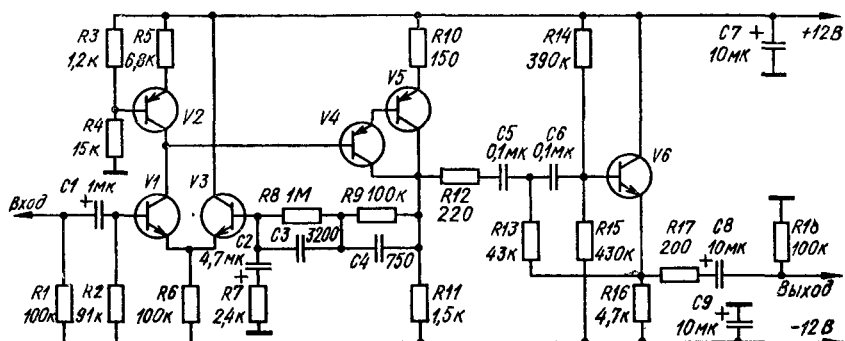 R3
1,2к
R5
6,8к
R10
150
R14
390к
C7 +
10мк
+12В
V5
V4
V2
R4
15к
C5
0,1мк
C6
0,1мк
V6
C1
1мк
+
Вход
V1
V3
R8 1М
R9 100к
R12
220
C2
4,7мк
+
C3
3200
C4
750
R13
43к
R15
430к
R17
200
C8
10мк
+
R18
100к
Выход
R1
100к
R2
91к
R6
100к
R7
2,4к
R11
1,5к
R16
4,7к
C9
10мк
+
-12В